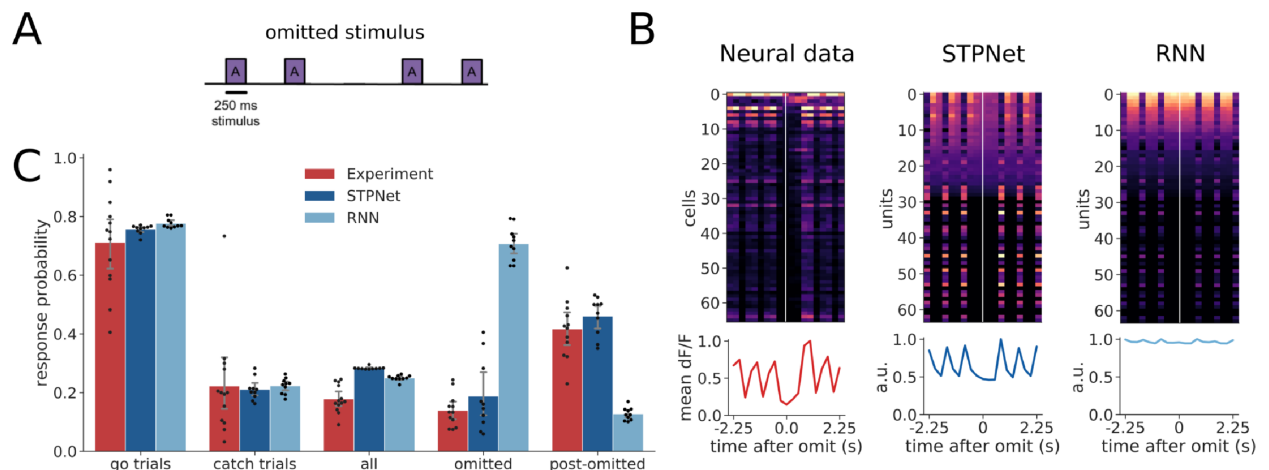 A
omitted stimulus
A A A A
250 ms
stimulus
B
Neural data STPNet RNN
0 0 0
10 10 10
20 20 20
30 30 30
40 40 40
50 50 50
60 60 60
cells units units
1.0 1.0 1.0
0.5 0.5 0.5
0.0 0.0 0.0
mean dF/F a.u. a.u.
-2.25 0.0 2.25 -2.25 0.0 2.25 -2.25 0.0 2.25
time after omit (s) time after omit (s) time after omit (s)
C
Experiment
STPNet
RNN
response probability
1.0
0.8
0.6
0.4
0.2
0.0
go trials catch trials all omitted post-omitted